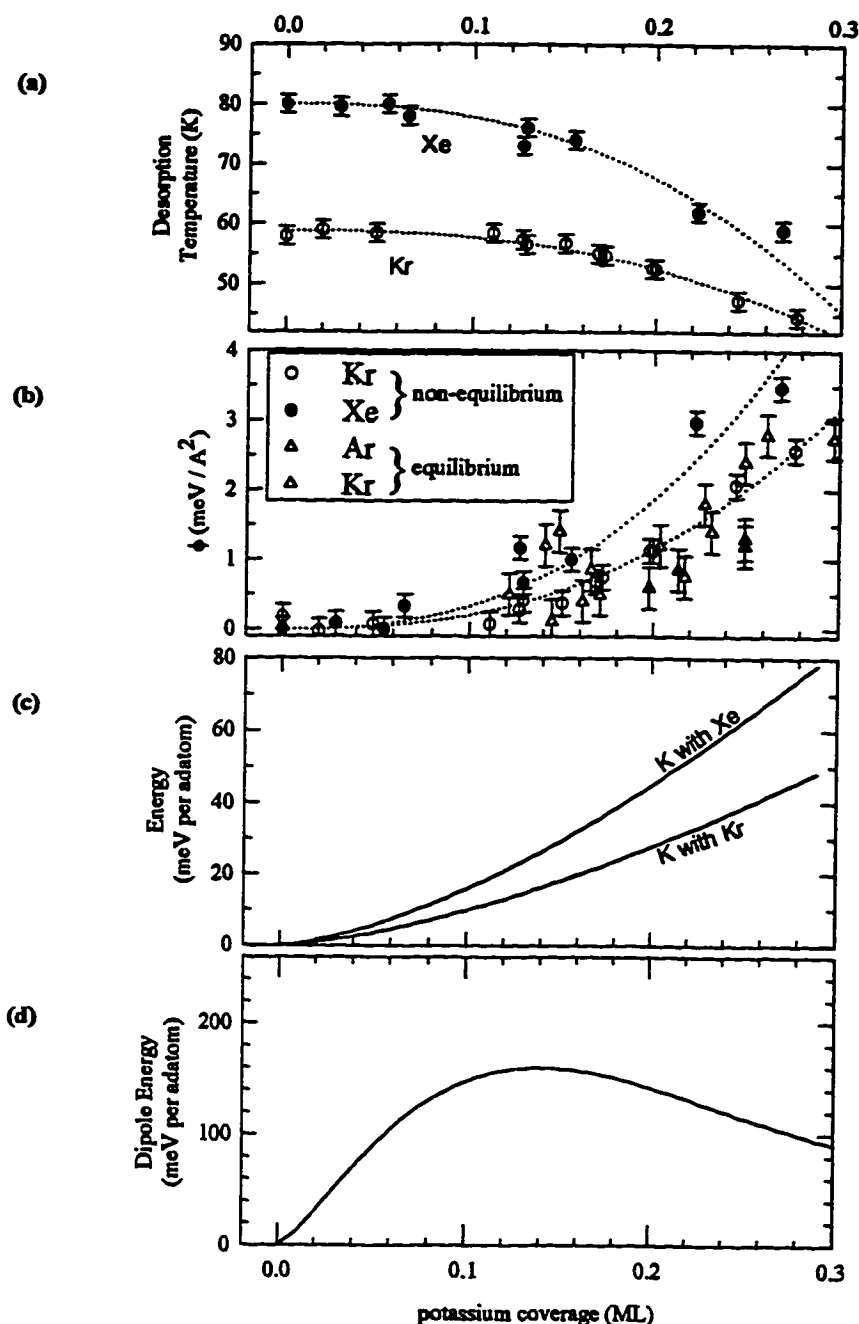 0.0 0.1 0.2 0.3
(a)
90
80
70
60
50
Desorption
Temperature (K)
Xe
Kr
(b)
4
3
2
1
0
ϕ (meV / A²)
Kr
Xe
} non-equilibrium
Ar
Kr
} equilibrium
(c)
80
60
40
20
0
Energy
(meV per adatom)
K with Xe
K with Kr
(d)
200
100
0
Dipole Energy
(meV per adatom)
0.0 0.1 0.2 0.3
potassium coverage (ML)